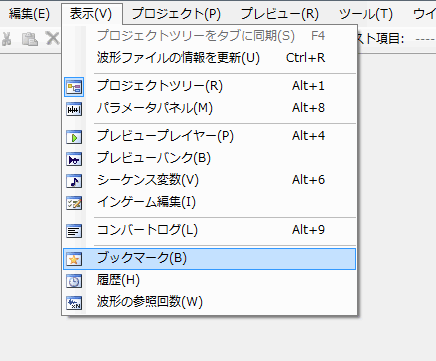 編集(E) 表示(V) プロジェクト(P) プレビュー(R) ツール(T) ウイ
スト項目: ----
プロジェクトツリーをタブに同期(S) F4
波形ファイルの情報を更新(U) Ctrl+R
プロジェクトツリー(R) Alt+1
パラメータパネル(M) Alt+8
プレビュープレイヤー(P) Alt+4
プレビューバンク(B)
シーケンス変数(V) Alt+6
インゲーム編集(I)
コンバートログ(L) Alt+9
ブックマーク(B)
履歴(H)
波形の参照回数(W)